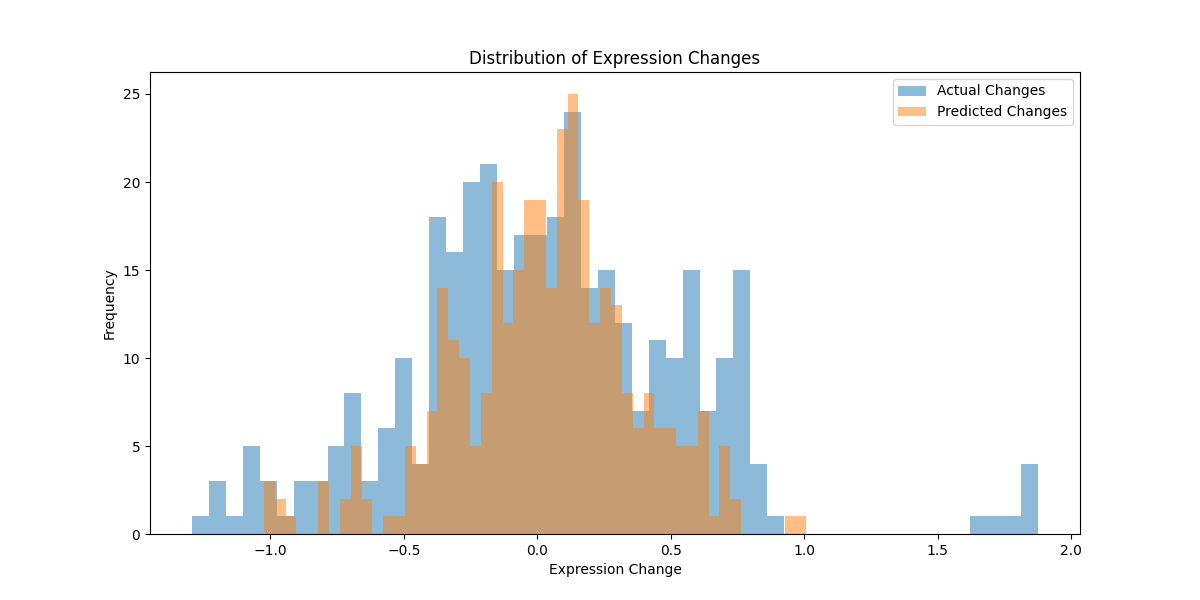 Distribution of Expression Changes
Actual Changes
Predicted Changes
Frequency
25
20
15
10
5
0
−1.0 −0.5 0.0 0.5 1.0 1.5 2.0
Expression Change